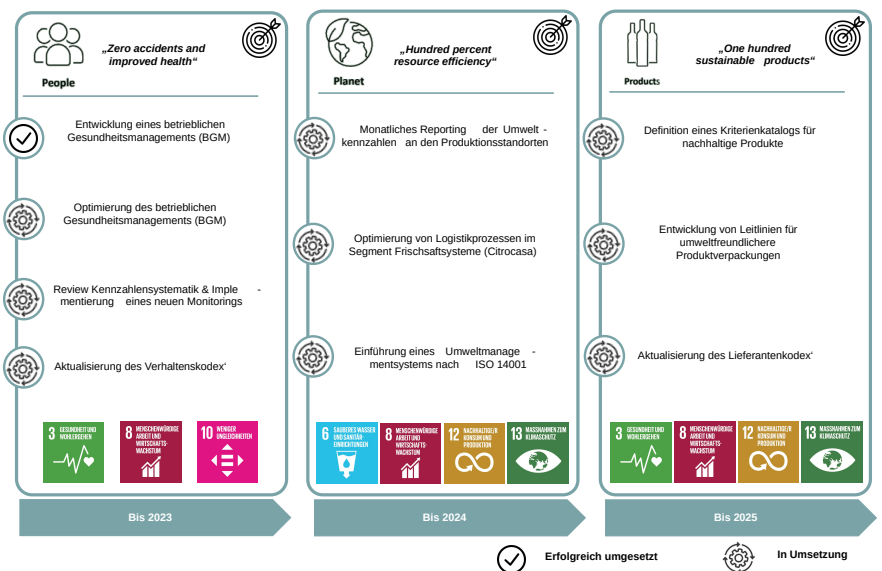 „Zero accidents and
improved health“
People
Entwicklung eines betrieblichen
Gesundheitsmanagements (BGM)
Optimierung des betrieblichen
Gesundheitsmanagements (BGM)
Review Kennzahlensystematik & Imple -
mentierung eines neuen Monitorings
Aktualisierung des Verhaltenskodex‘
3 GESUNDHEIT UND
WOHLERGEHEN
8 MENSCHENWÜRDIGE
ARBEIT UND
WIRTSCHAFTS-
WACHSTUM
10 WENIGER
UNGLEICHHEITEN
Bis 2023
„Hundred percent
resource efficiency“
Planet
Monatliches Reporting der Umwelt -
kennzahlen an den Produktionsstandorten
Optimierung von Logistikprozessen im
Segment Frischsaftsysteme (Citrocasa)
Einführung eines Umweltmanage -
mentsystems nach ISO 14001
6 SAUBERES WASSER
UND SANITÄR-
EINRICHTUNGEN
8 MENSCHENWÜRDIGE
ARBEIT UND
WIRTSCHAFTS-
WACHSTUM
12 NACHHALTIGE/R
KONSUM UND
PRODUKTION
13 MASSNAHMEN ZUM
KLIMASCHUTZ
Bis 2024
„One hundred
sustainable products“
Products
Definition eines Kriterienkatalogs für
nachhaltige Produkte
Entwicklung von Leitlinien für
umweltfreundlichere
Produktverpackungen
Aktualisierung des Lieferantenkodex‘
3 GESUNDHEIT UND
WOHLERGEHEN
8 MENSCHENWÜRDIGE
ARBEIT UND
WIRTSCHAFTS-
WACHSTUM
12 NACHHALTIGE/R
KONSUM UND
PRODUKTION
13 MASSNAHMEN ZUM
KLIMASCHUTZ
Bis 2025
Erfolgreich umgesetzt
In Umsetzung